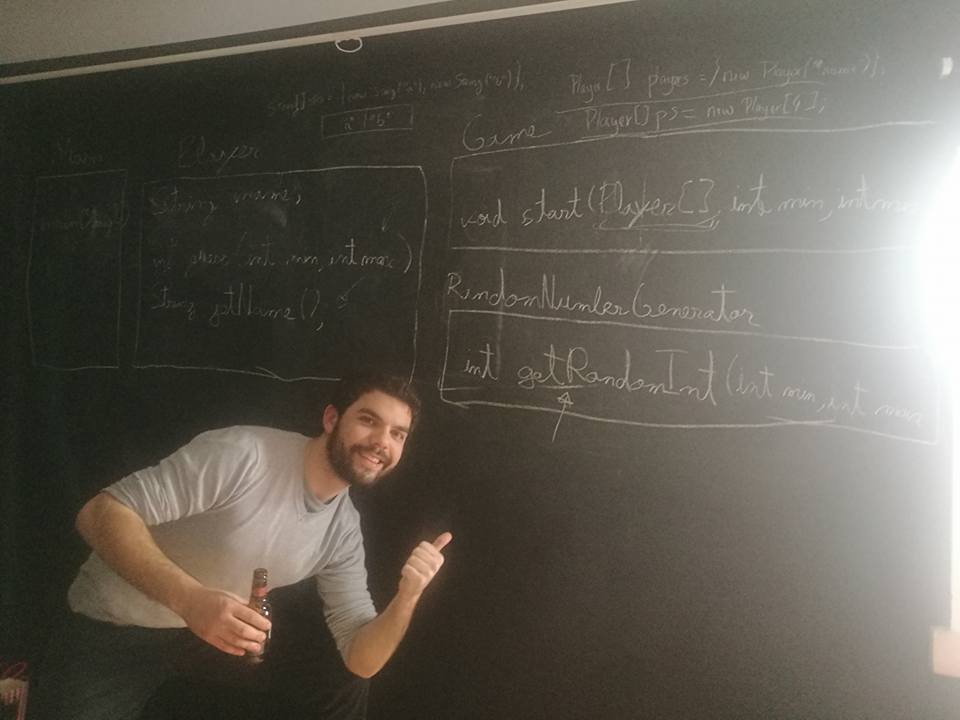 String[] ss = {new String("a"), new String("b")};
"a" "b"
Player[] players = {new Player("name")};
Player[] ps = new Player[4];
Main
Player
String name;
int guess (int min, int max)
String getName();
Game
void start(Player[], int min, int max
RandomNumberGenerator
int getRandomInt(int min, int max